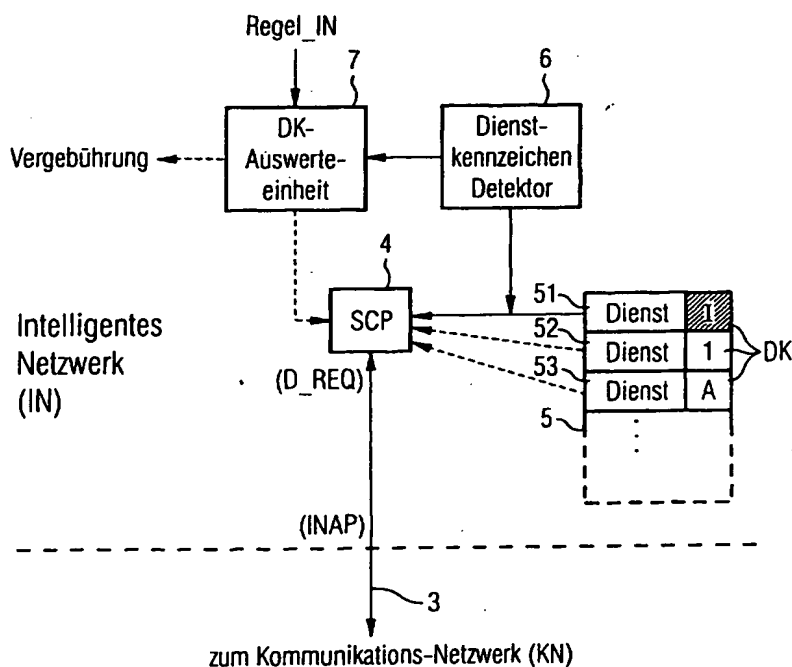 Regel_IN
7
6
DK-
Auswerte-
einheit
Dienst-
kennzeichen
Detektor
Vergebührung
4
SCP
51
Dienst
I
52
Dienst
1
DK
53
Dienst
A
5
Intelligentes
Netzwerk
(IN)
(D_REQ)
(INAP)
3
zum Kommunikations-Netzwerk (KN)